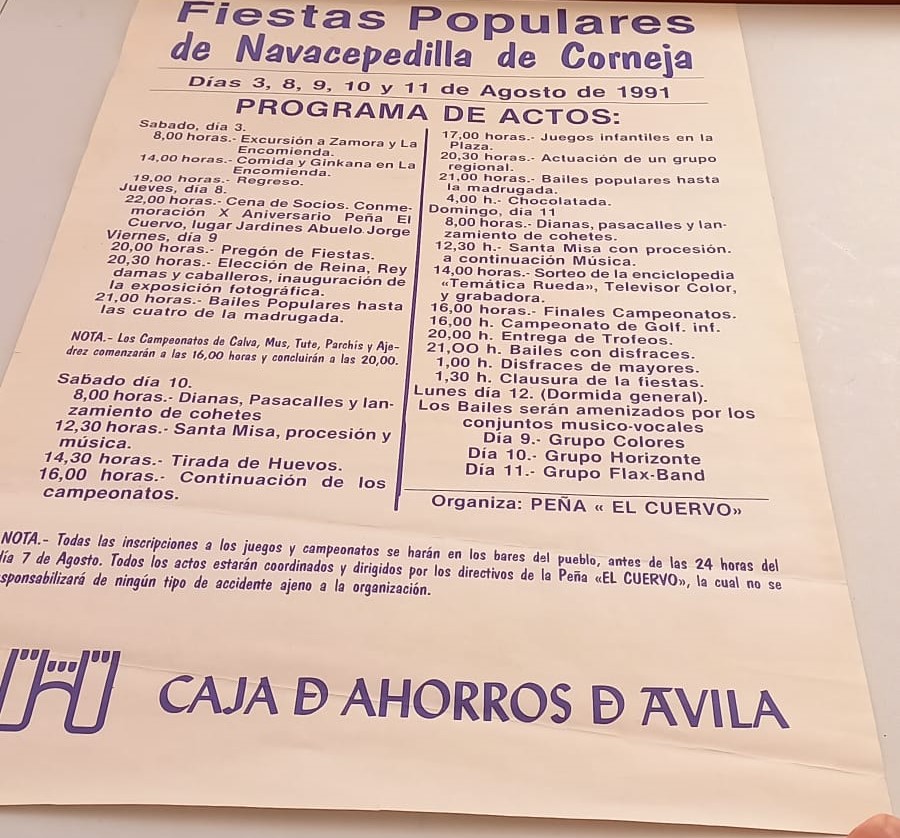 Fiestas Populares
de Navacepedilla de Corneja
Días 3, 8, 9, 10 y 11 de Agosto de 1991
PROGRAMA DE ACTOS:
Sabado, día 3.
8,00 horas.- Excursión a Zamora y La
Encomienda.
14,00 horas.- Comida y Ginkana en La
Encomienda.
19,00 horas.- Regreso.
Jueves, día 8.
22,00 horas.- Cena de Socios. Conme-
moración X Aniversario Peña El
Cuervo, lugar Jardines Abuelo Jorge
Viernes, día 9
20,00 horas.- Pregón de Fiestas.
20,30 horas.- Elección de Reina, Rey
damas y caballeros, inauguración de
la exposición fotográfica.
21,00 horas.- Bailes Populares hasta
las cuatro de la madrugada.
NOTA.- Los Campeonatos de Calva, Mus, Tute, Parchis y Aje-
drez comenzarán a las 16,00 horas y concluirán a las 20,00.
Sabado día 10.
8,00 horas.- Dianas, Pasacalles y lan-
zamiento de cohetes
12,30 horas.- Santa Misa, procesión y
música.
14,30 horas.- Tirada de Huevos.
16,00 horas.- Continuación de los
campeonatos.
17,00 horas.- Juegos infantiles en la
Plaza.
20,30 horas.- Actuación de un grupo
regional.
21,00 horas.- Bailes populares hasta
la madrugada.
4,00 h.- Chocolatada.
Domingo, día 11
8,00 horas.- Dianas, pasacalles y lan-
zamiento de cohetes.
12,30 h.- Santa Misa con procesión.
a continuación Música.
14,00 horas.- Sorteo de la enciclopedia
«Temática Rueda», Televisor Color,
y grabadora.
16,00 horas.- Finales Campeonatos.
16,00 h. Campeonato de Golf. inf.
20,00 h. Entrega de Trofeos.
21,OO h. Bailes con disfraces.
1,00 h. Disfraces de mayores.
1,30 h. Clausura de la fiestas.
Lunes día 12. (Dormida general).
Los Bailes serán amenizados por los
conjuntos musico-vocales
Día 9.- Grupo Colores
Día 10.- Grupo Horizonte
Día 11.- Grupo Flax-Band
Organiza: PEÑA « EL CUERVO»
NOTA.- Todas las inscripciones a los juegos y campeonatos se harán en los bares del pueblo, antes de las 24 horas del
día 7 de Agosto. Todos los actos estarán coordinados y dirigidos por los directivos de la Peña «EL CUERVO», la cual no se
sponsabilizará de ningún tipo de accidente ajeno a la organización.
CAJA D AHORROS D AVILA